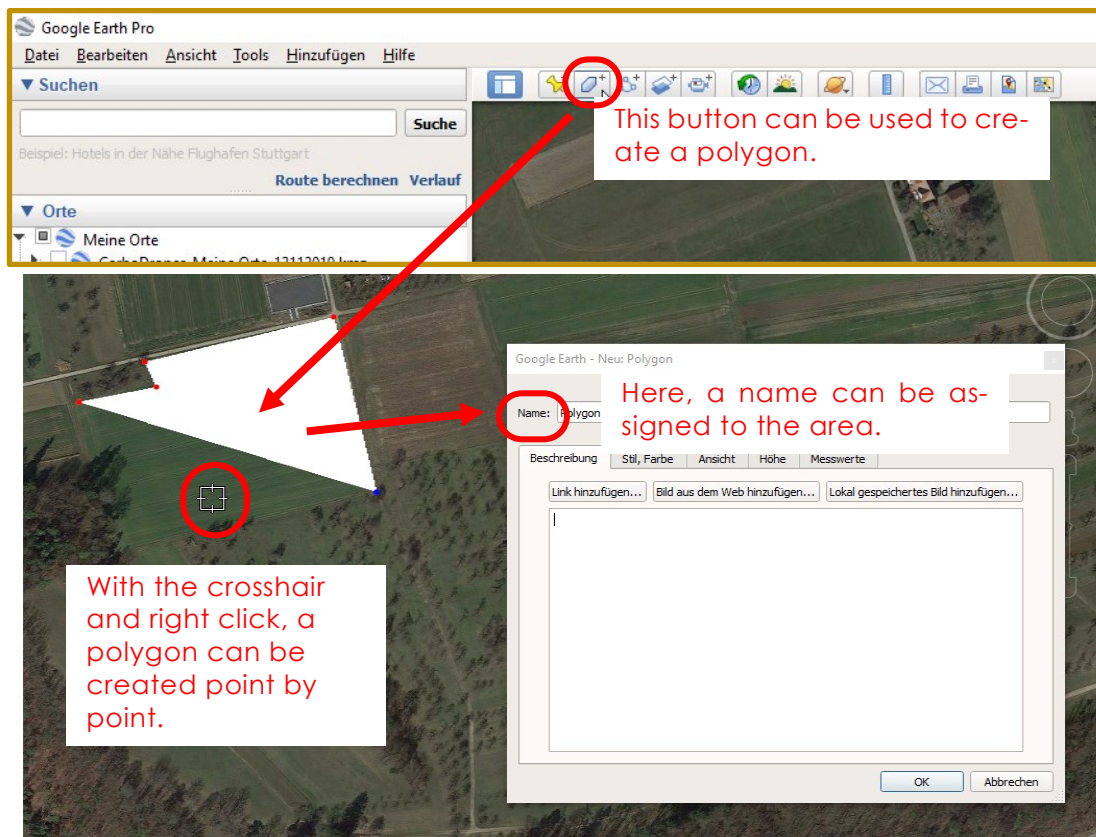 Google Earth Pro
Datei Bearbeiten Ansicht Tools Hinzufügen Hilfe
Suchen
Suche
Beispiel: Hotels in der Nähe Flughafen Stuttgart
Route berechnen Verlauf
Orte
Meine Orte
This button can be used to cre-
ate a polygon.
Google Earth - Neu: Polygon
Name: Polygon
Here, a name can be as-
signed to the area.
Beschreibung Stil, Farbe Ansicht Höhe Messwerte
Link hinzufügen... Bild aus dem Web hinzufügen... Lokal gespeichertes Bild hinzufügen...
With the crosshair
and right click, a
polygon can be
created point by
point.
OK Abbrechen